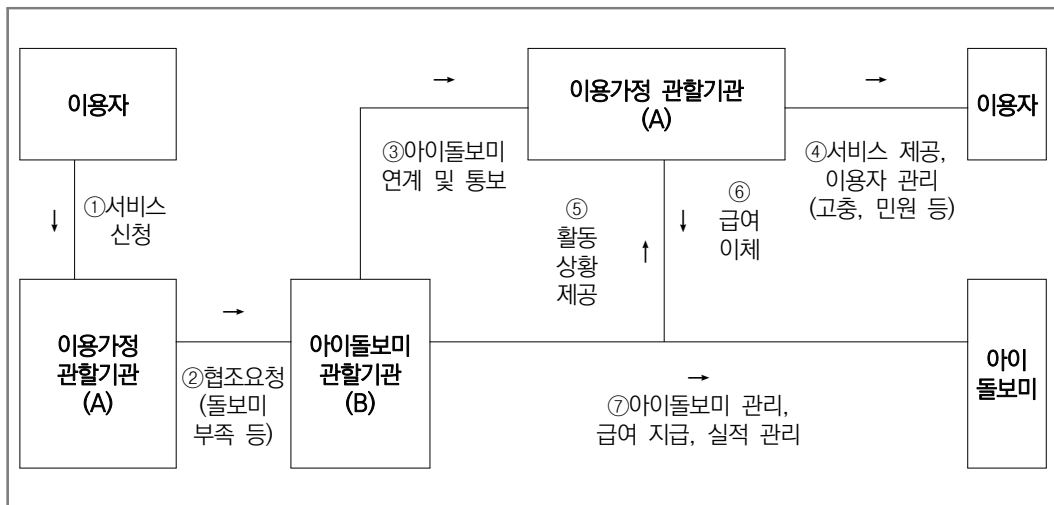 이용자
이용가정 관할기관
(A)
이용자
→
→
③아이돌보미
연계 및 통보
④서비스 제공,
이용자 관리
(고충, 민원 등)
①서비스
신청
↓
⑤
활동
상황
제공
↑
↓
⑥
급여
이체
이용가정
관할기관
(A)
→
②협조요청
(돌보미
부족 등)
아이돌보미
관할기관
(B)
→
⑦아이돌보미 관리,
급여 지급, 실적 관리
아이
돌보미